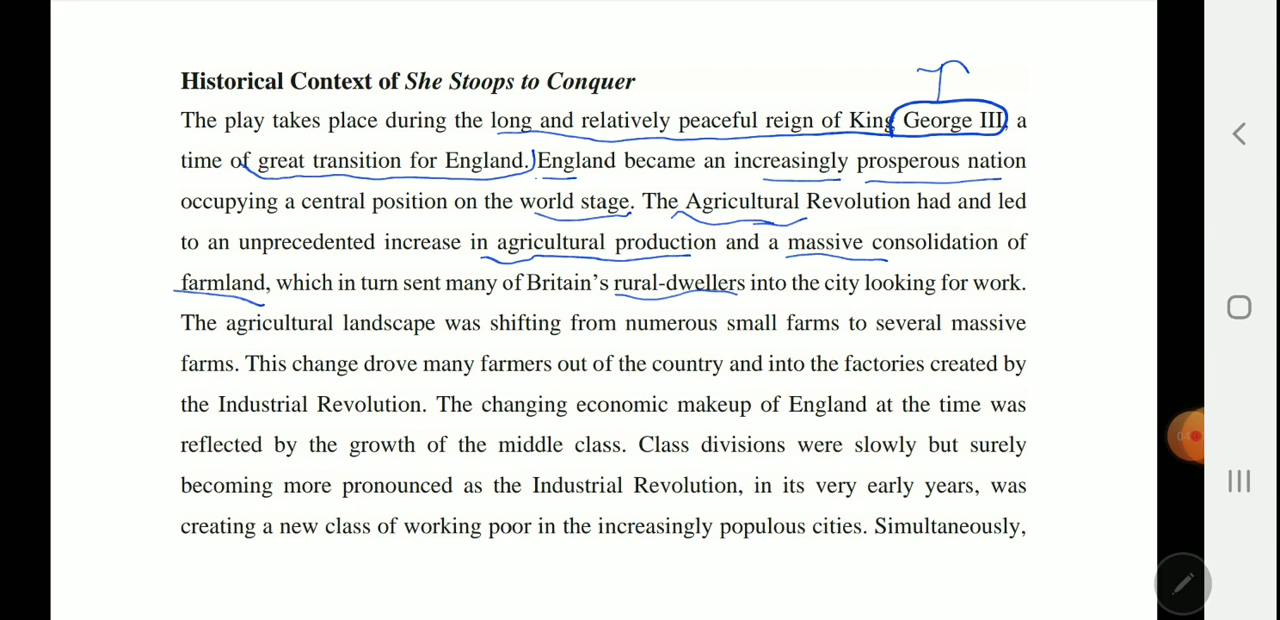 Historical Context of She Stoops to Conquer
The play takes place during the long and relatively peaceful reign of King George III, a
time of great transition for England. England became an increasingly prosperous nation
occupying a central position on the world stage. The Agricultural Revolution had and led
to an unprecedented increase in agricultural production and a massive consolidation of
farmland, which in turn sent many of Britain's rural-dwellers into the city looking for work.
The agricultural landscape was shifting from numerous small farms to several massive
farms. This change drove many farmers out of the country and into the factories created by
the Industrial Revolution. The changing economic makeup of England at the time was
reflected by the growth of the middle class. Class divisions were slowly but surely
becoming more pronounced as the Industrial Revolution, in its very early years, was
creating a new class of working poor in the increasingly populous cities. Simultaneously,